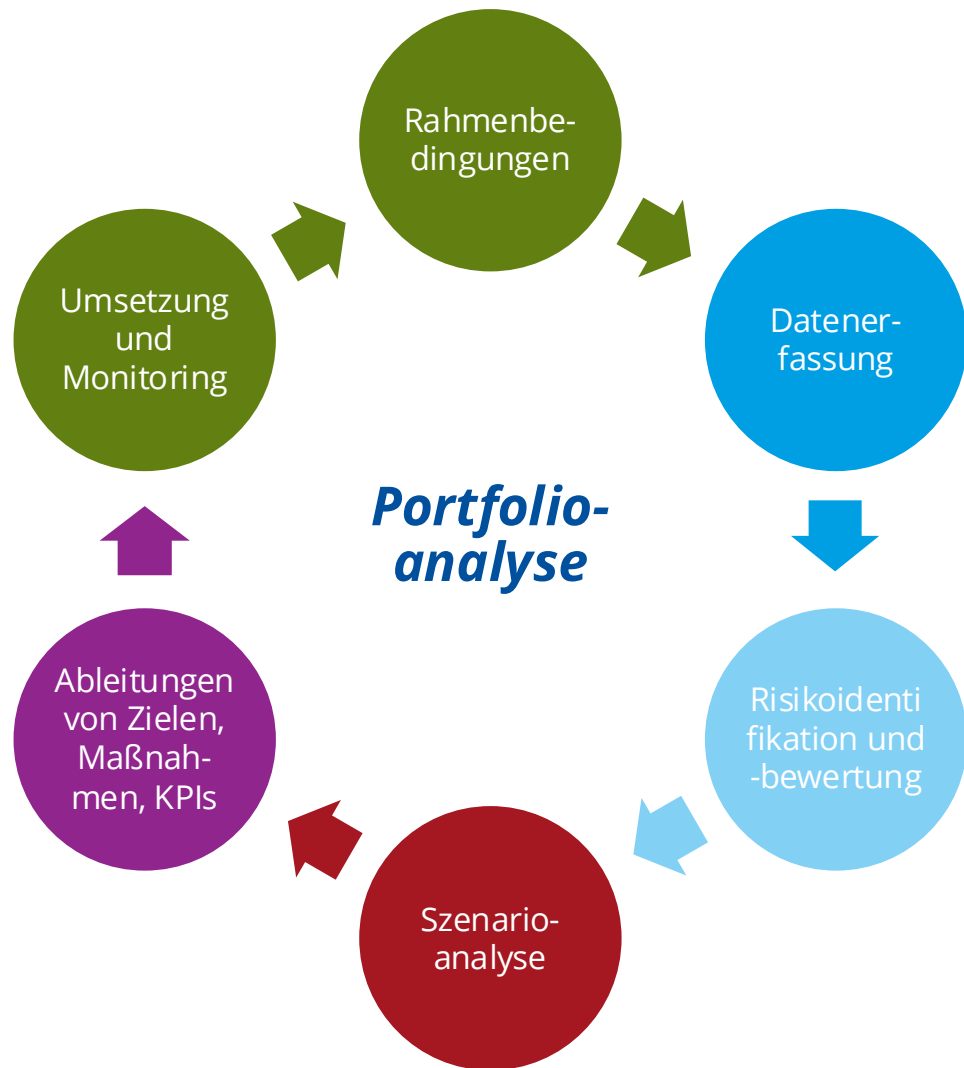 Rahmenbe-
dingungen
Datener-
fassung
Risikoidenti
fikation und
-bewertung
Szenario-
analyse
Ableitungen
von Zielen,
Maßnah-
men, KPIs
Umsetzung
und
Monitoring
Portfolio-
analyse